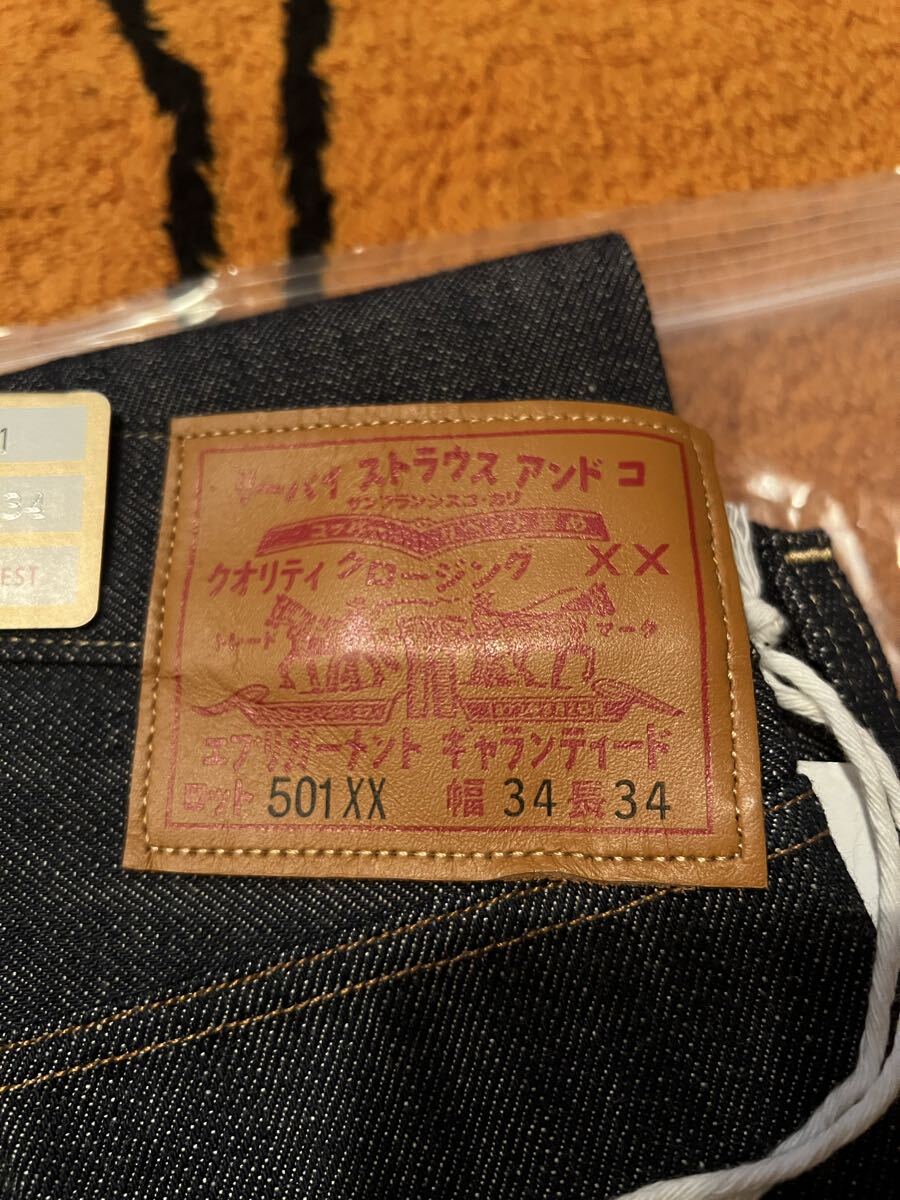 1
34
EST
リーバイ ストラウス アンド コ
サンフランシスコ・カリ
クオリティ クロージング XX
トレード マーク
エブリガーメント ギャランティード
ロット 501XX 幅 34 長 34